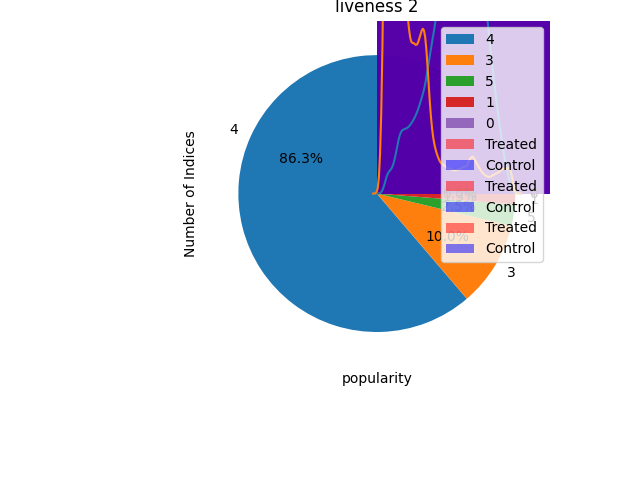 liveness 2
4
3
5
1
0
Treated
Control
Treated
Control
Treated
Control
4
86.3%
Number of Indices
10.0%
3
popularity